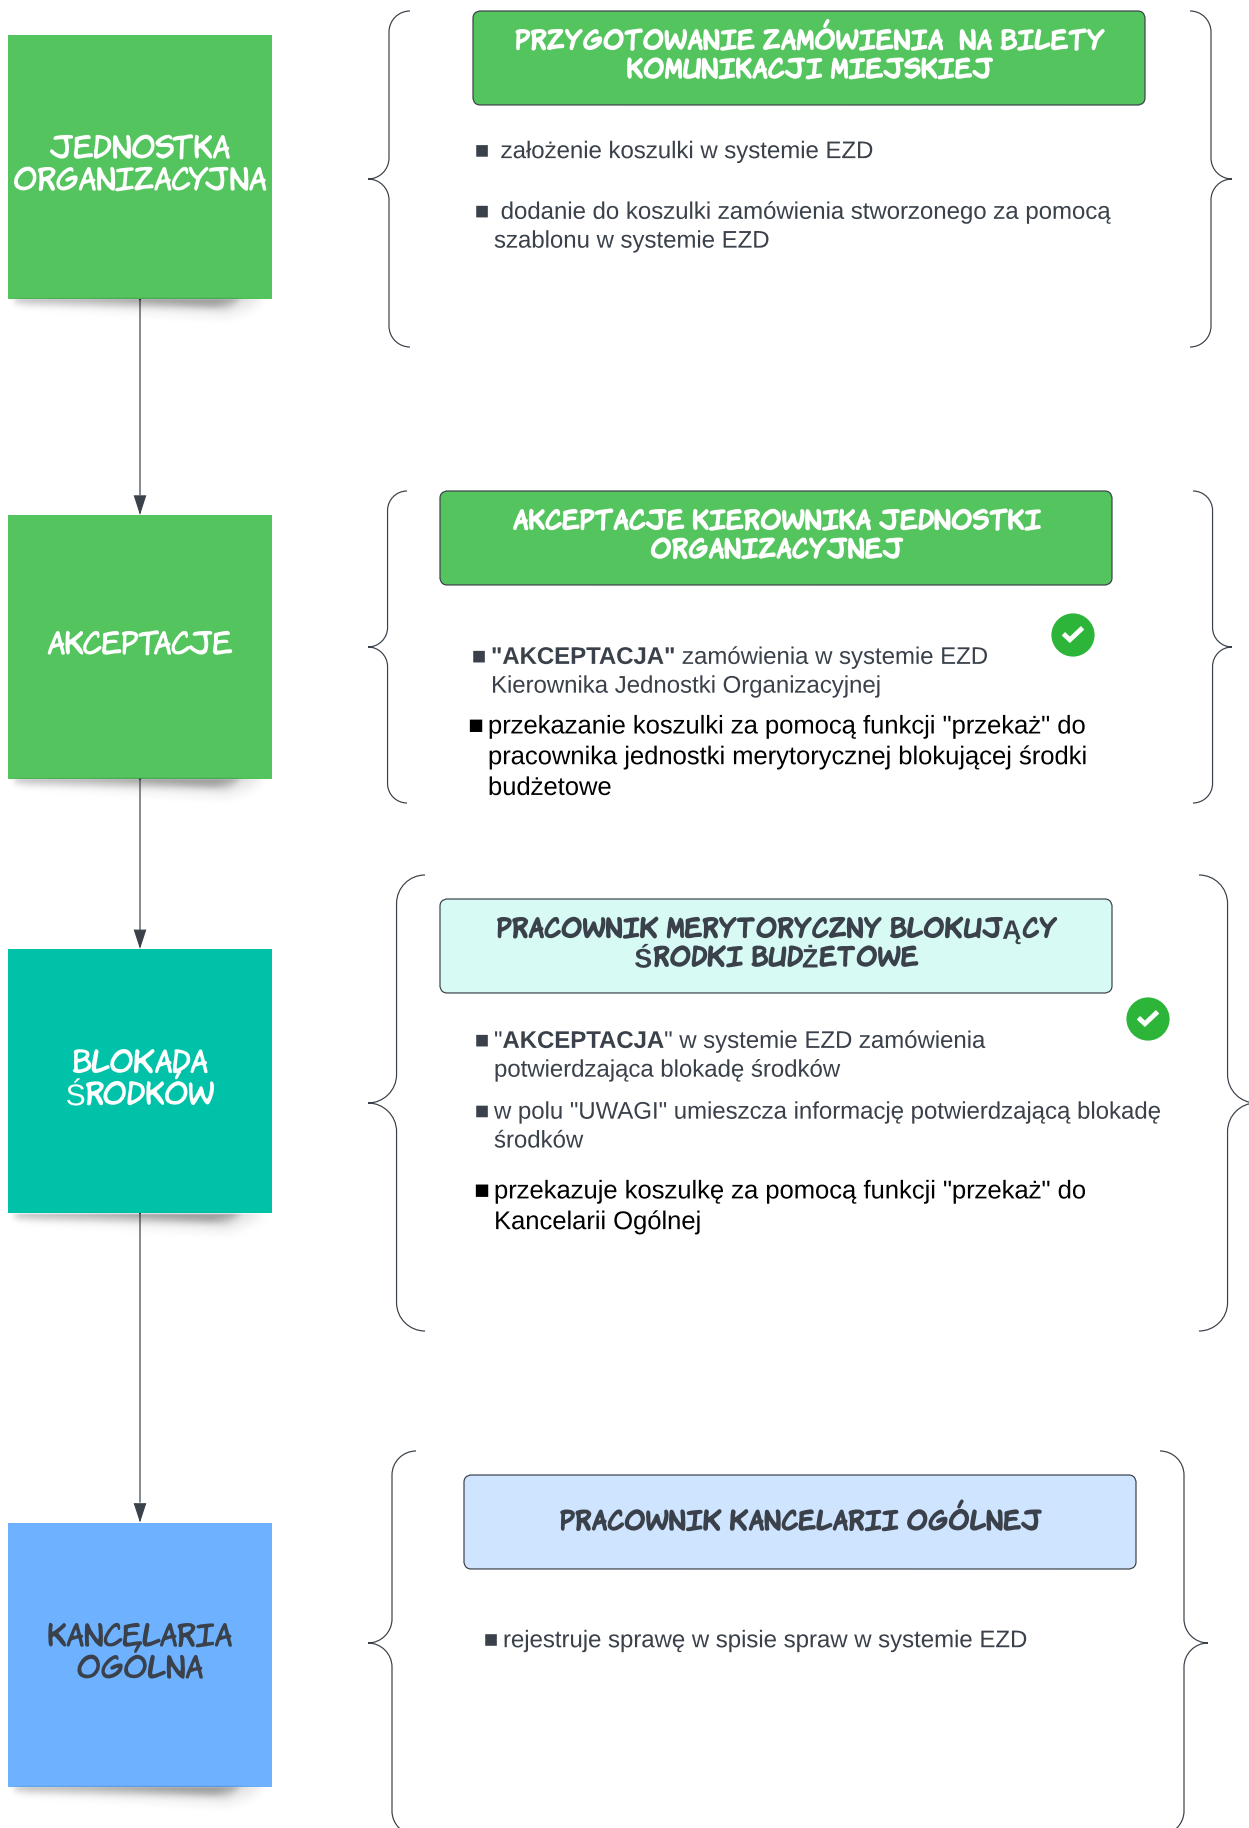 JEDNOSTKA
ORGANIZACYJNA
PRZYGOTOWANIE ZAMÓWIENIA NA BILETY
KOMUNIKACJI MIEJSKIEJ
▪ założenie koszulki w systemie EZD
▪ dodanie do koszulki zamówienia stworzonego za pomocą
szablonu w systemie EZD
AKCEPTACJE
AKCEPTACJE KIEROWNIKA JEDNOSTKI
ORGANIZACYJNEJ
▪ "AKCEPTACJA" zamówienia w systemie EZD
Kierownika Jednostki Organizacyjnej
▪ przekazanie koszulki za pomocą funkcji "przekaż" do
pracownika jednostki merytorycznej blokującej środki
budżetowe
BLOKADA
ŚRODKÓW
PRACOWNIK MERYTORYCZNY BLOKUJĄCY
ŚRODKI BUDŻETOWE
▪ "AKCEPTACJA" w systemie EZD zamówienia
potwierdzająca blokadę środków
▪ w polu "UWAGI" umieszcza informację potwierdzającą blokadę
środków
▪ przekazuje koszulkę za pomocą funkcji "przekaż" do
Kancelarii Ogólnej
KANCELARIA
OGÓLNA
PRACOWNIK KANCELARII OGÓLNEJ
▪ rejestruje sprawę w spisie spraw w systemie EZD